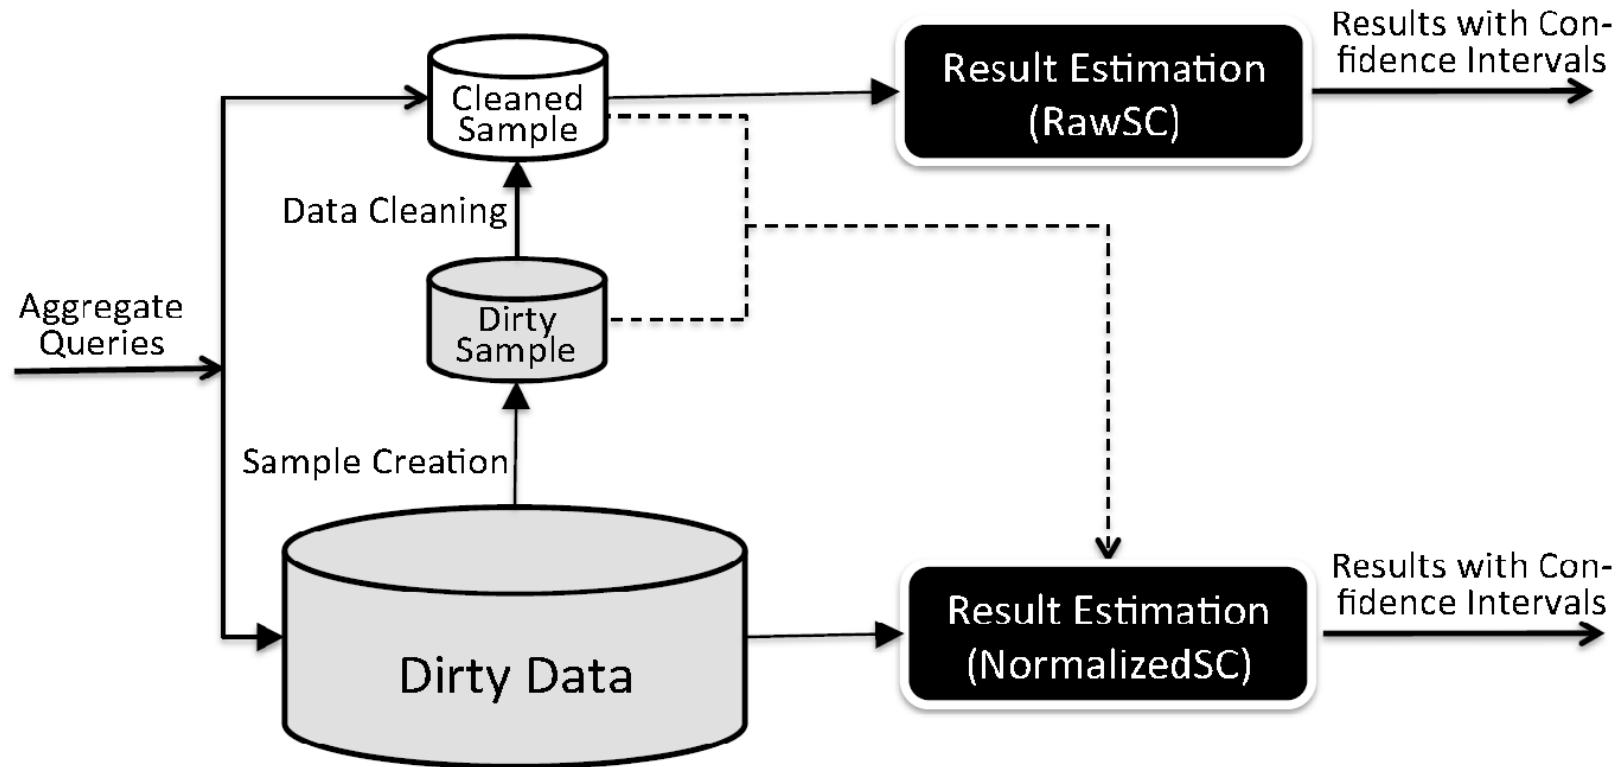 Results with Con-
fidence Intervals
Result Estimation
(RawSC)
Cleaned
Sample
Data Cleaning
Aggregate
Queries
Dirty
Sample
Sample Creation
Results with Con-
fidence Intervals
Result Estimation
(NormalizedSC)
Dirty Data